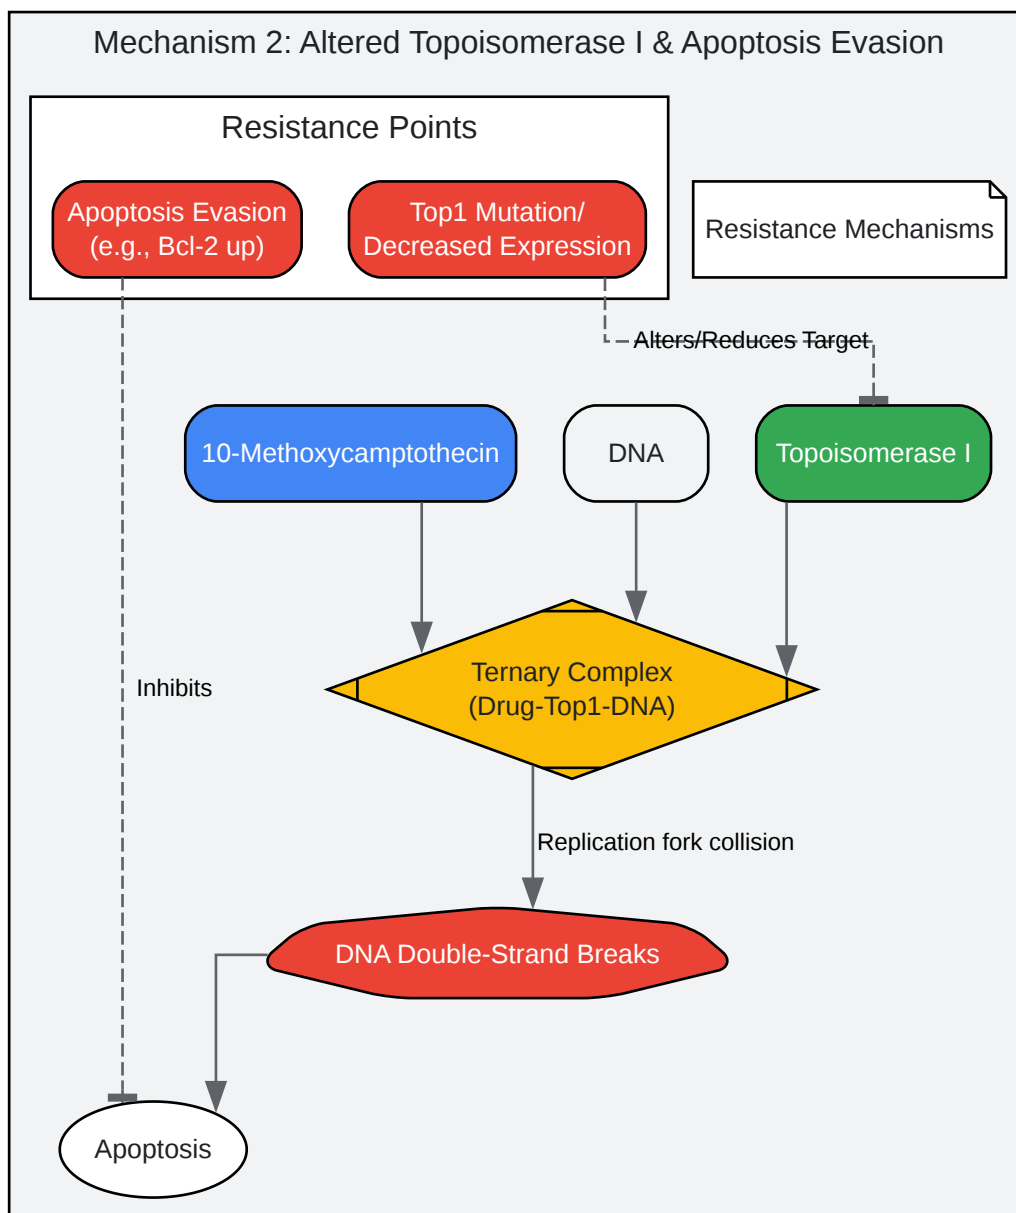 Mechanism 2: Altered Topoisomerase I & Apoptosis Evasion
Resistance Points
Apoptosis Evasion
(e.g., Bcl-2 up)
Top1 Mutation/
Decreased Expression
Resistance Mechanisms
Alters/Reduces Target
10-Methoxycamptothecin
DNA
Topoisomerase I
Ternary Complex
(Drug-Top1-DNA)
Inhibits
Replication fork collision
DNA Double-Strand Breaks
Apoptosis